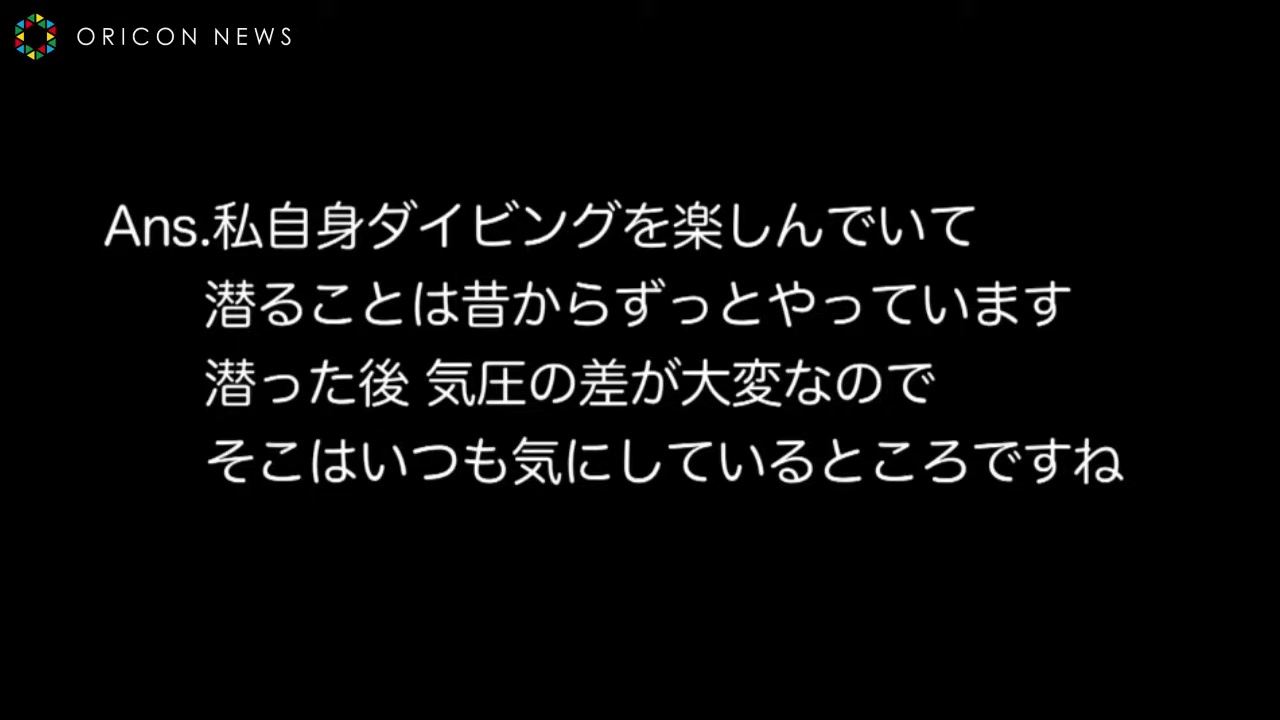 ORICON NEWS
Ans.私自身ダイビングを楽しんでいて
潜ることは昔からずっとやっています
潜った後 気圧の差が大変なので
そこはいつも気にしているところですね